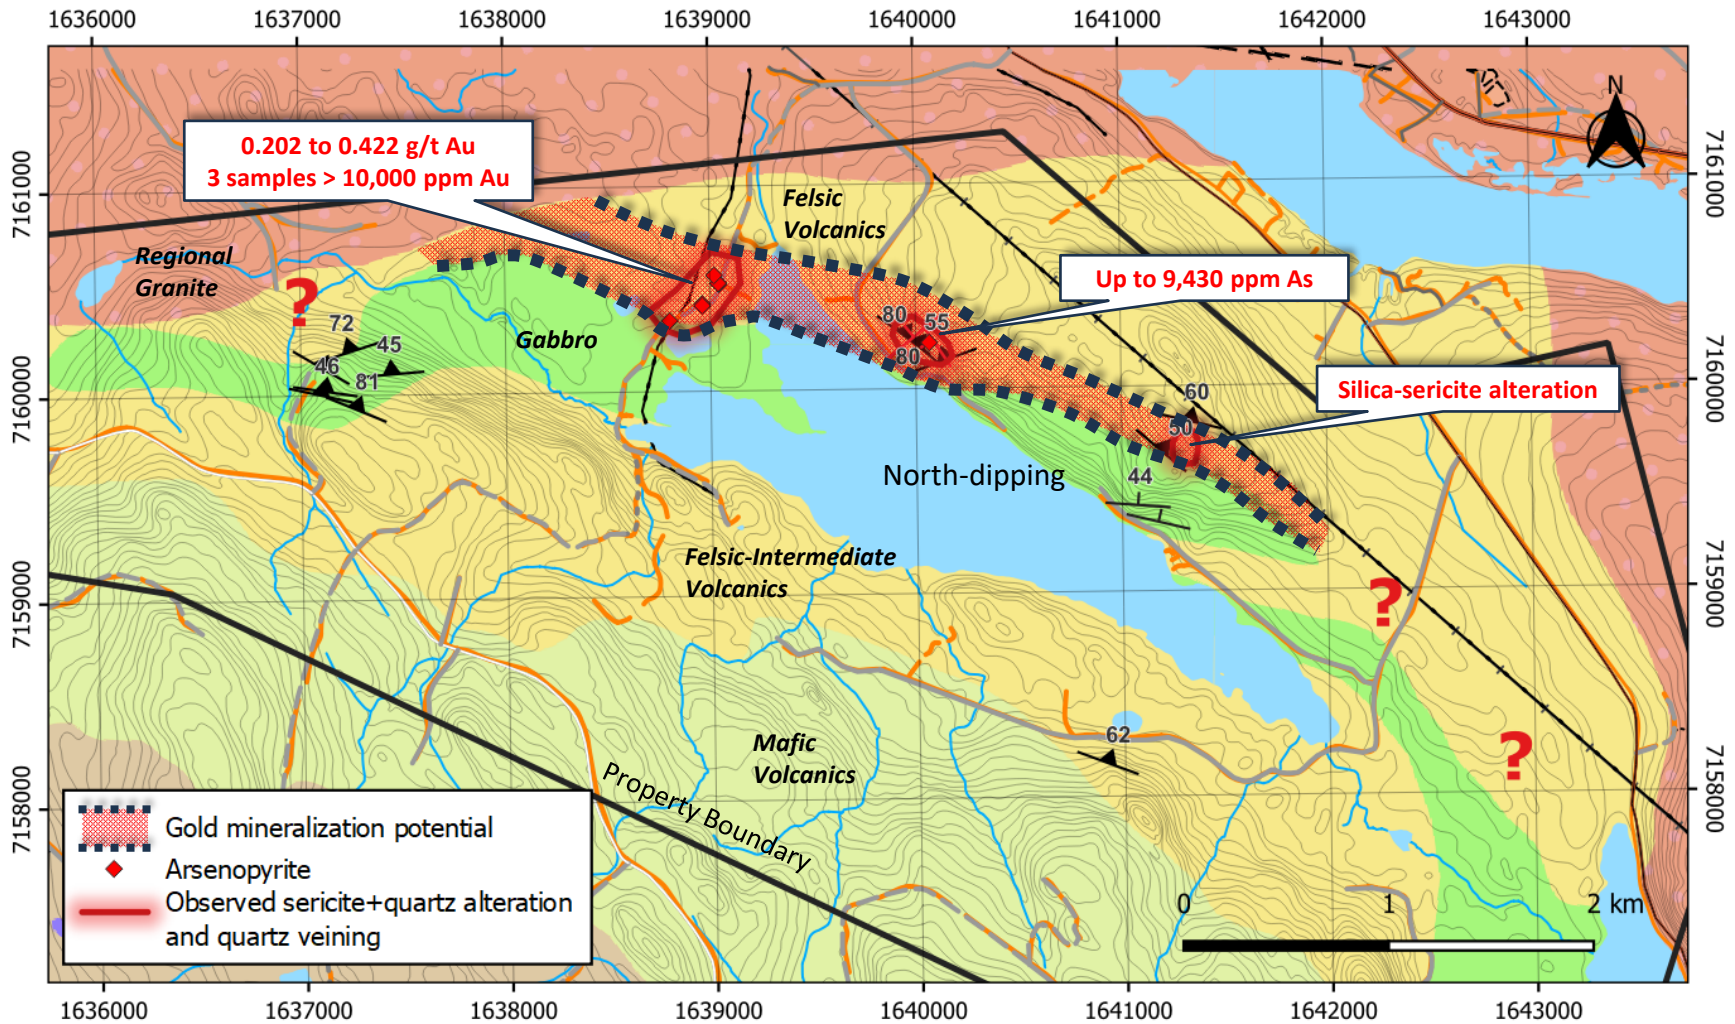 1636000 1637000 1638000 1639000 1640000 1641000 1642000 1643000
N
0.202 to 0.422 g/t Au
3 samples > 10,000 ppm Au
7161000
7161000
Felsic
Volcanics
Regional
Granite
Up to 9,430 ppm As
?
72
45
46
81
Gabbro
80
55
80
7160000
7160000
Silica-sericite alteration
60
50
44
North-dipping
Felsic-Intermediate
Volcanics
?
7159000
7159000
Mafic
Volcanics
62
?
Property Boundary
7158000
7158000
Gold mineralization potential
Arsenopyrite
Observed sericite+quartz alteration
and quartz veining
0 1 2 km
1636000 1637000 1638000 1639000 1640000 1641000 1642000 1643000